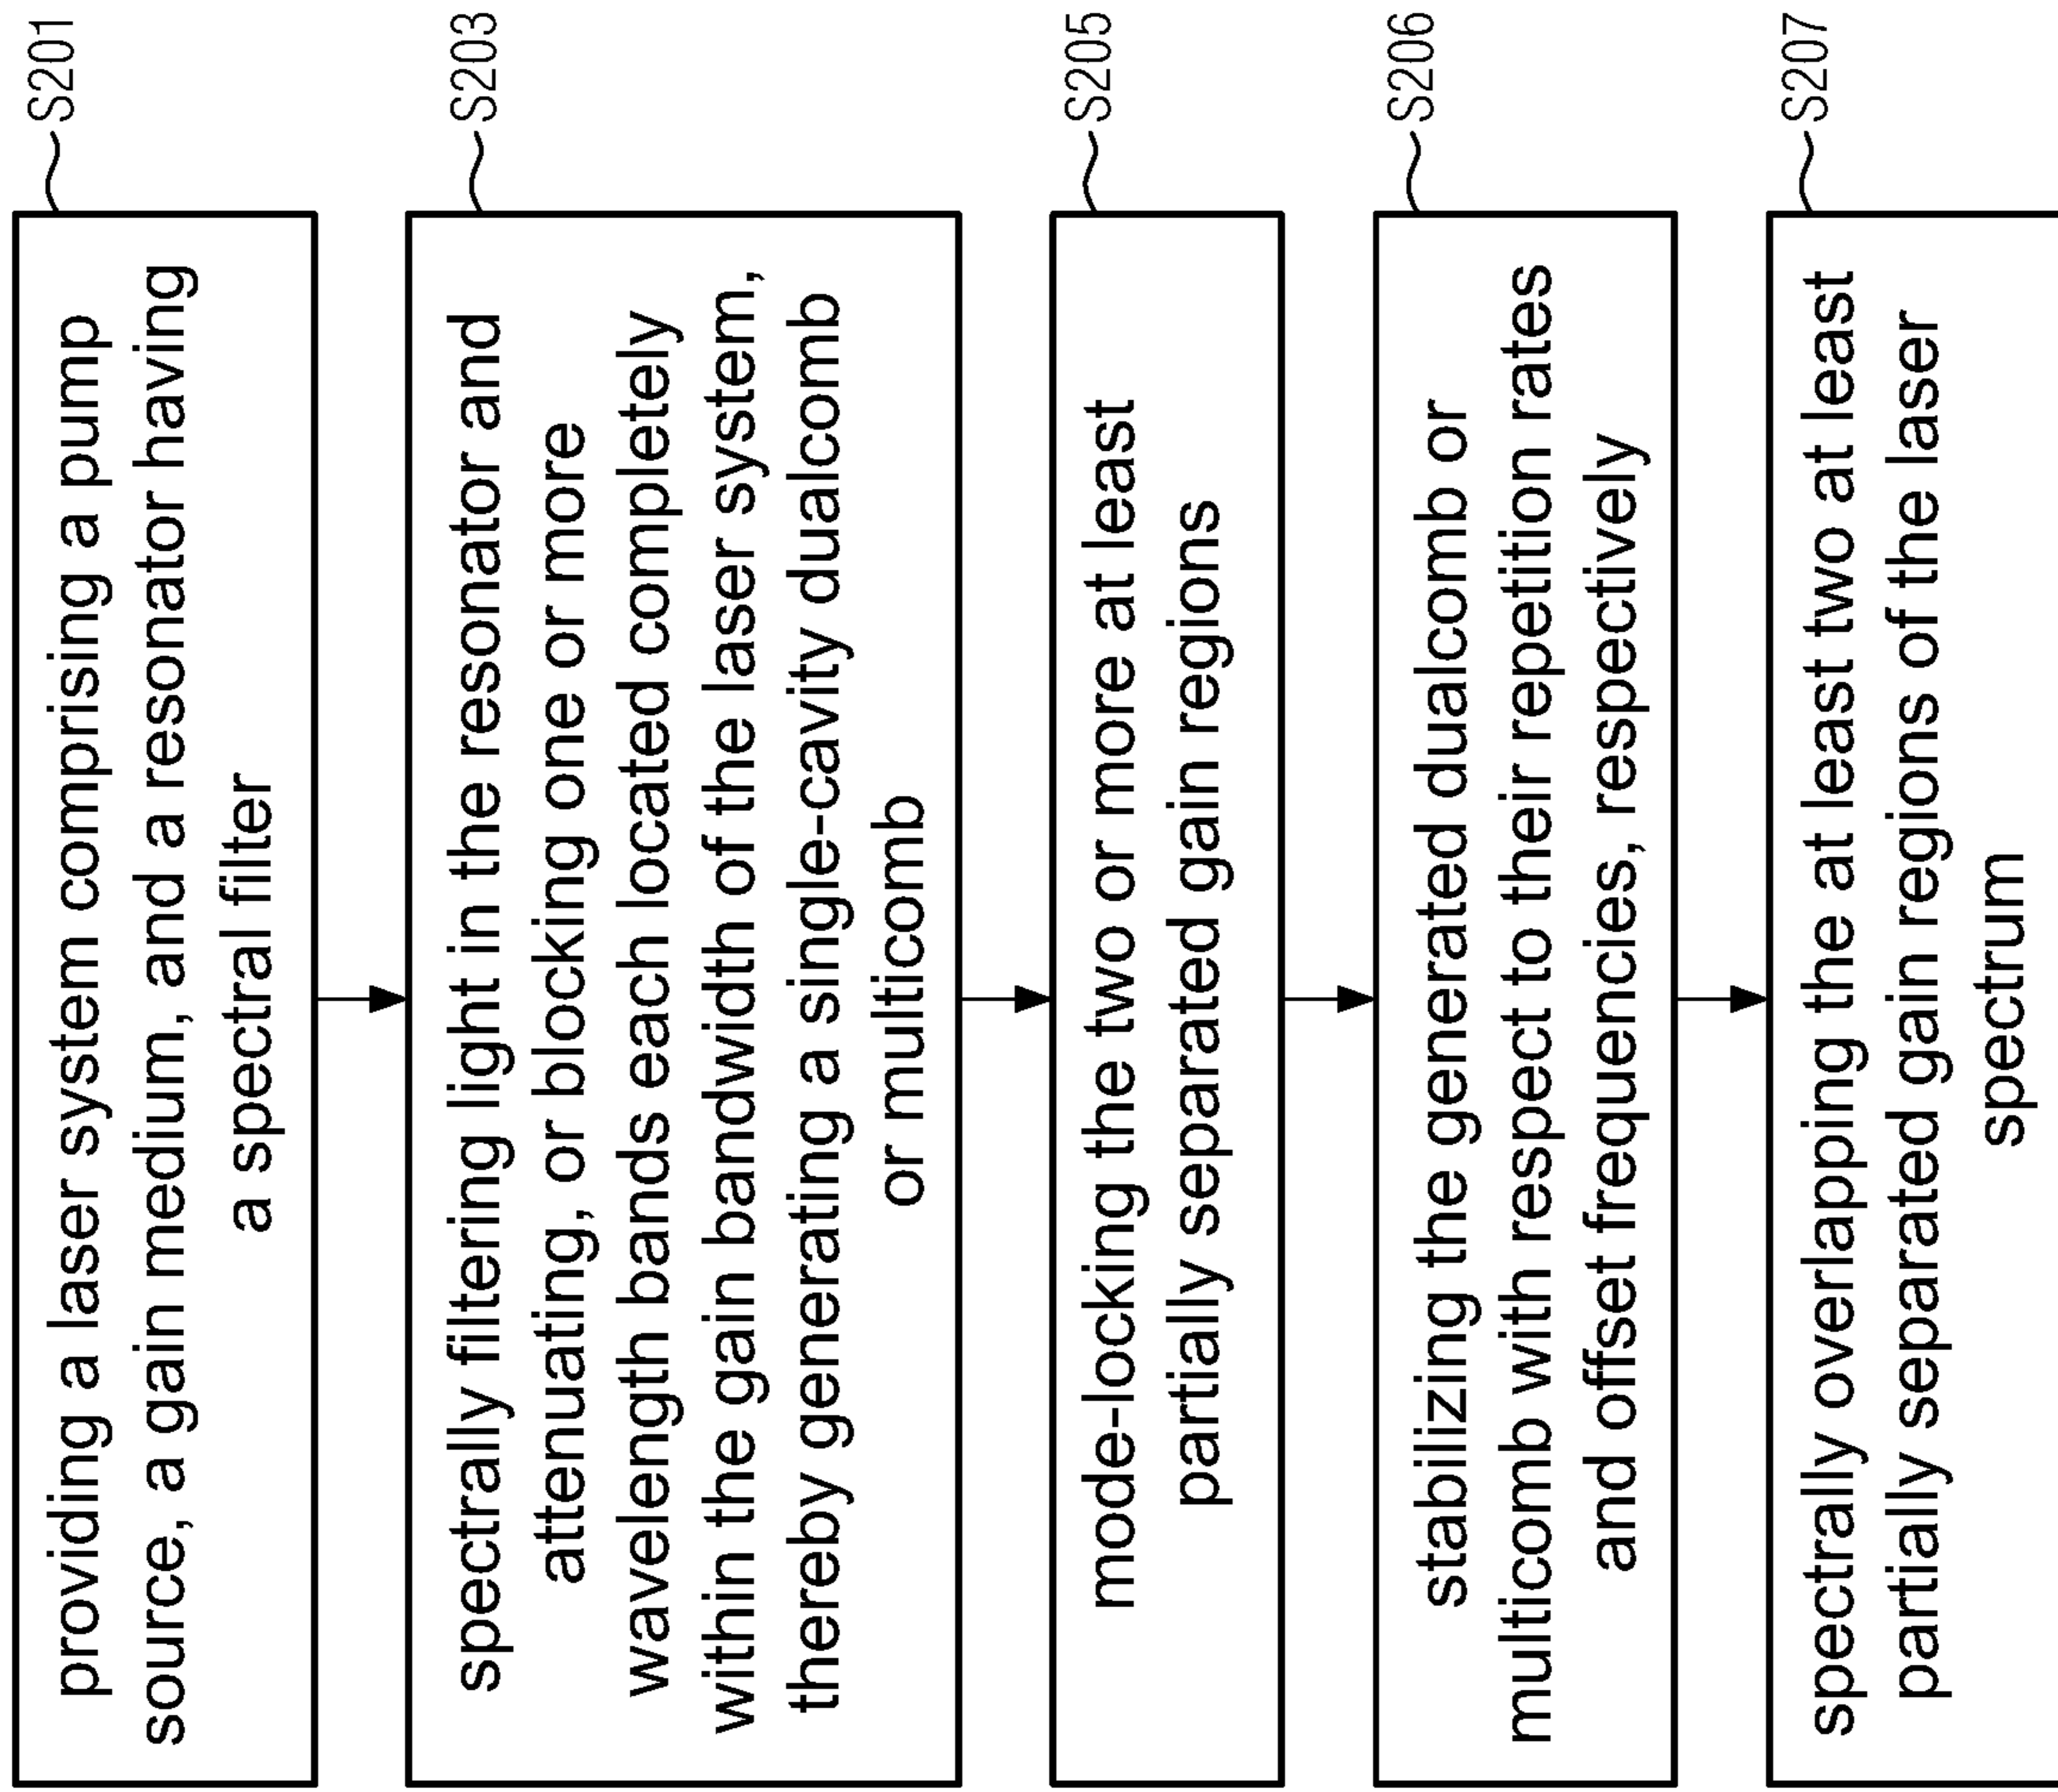 providing a laser system comprising a pump
source, a gain medium, and a resonator having
a spectral filter
S201
spectrally filtering light in the resonator and
attenuating, or blocking one or more
wavelength bands each located completely
within the gain bandwidth of the laser system,
thereby generating a single-cavity dualcomb
or multicomb
S203
mode-locking the two or more at least
partially separated gain regions
S205
stabilizing the generated dualcomb or
multicomb with respect to their repetition rates
and offset frequencies, respectively
S206
spectrally overlapping the at least two at least
partially separated gain regions of the laser
spectrum
S207